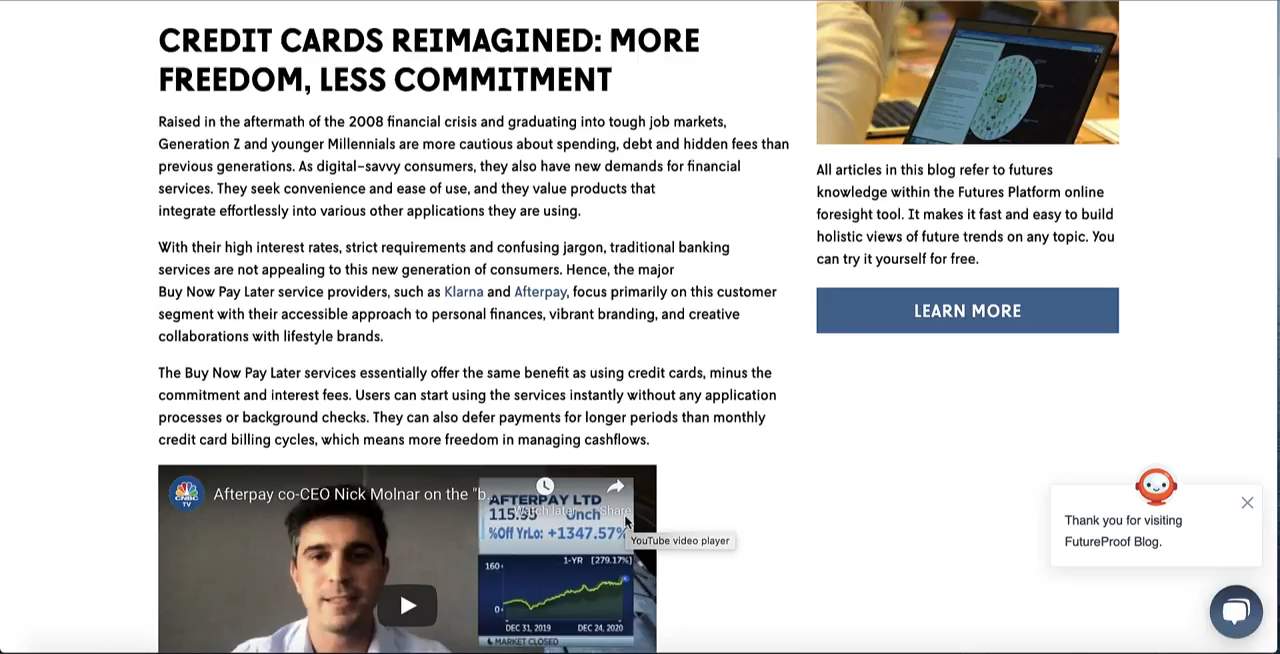 CREDIT CARDS REIMAGINED: MORE
FREEDOM, LESS COMMITMENT
Raised in the aftermath of the 2008 financial crisis and graduating into tough job markets,
Generation Z and younger Millennials are more cautious about spending, debt and hidden fees than
previous generations. As digital-savvy consumers, they also have new demands for financial
services. They seek convenience and ease of use, and they value products that
integrate effortlessly into various other applications they are using.
With their high interest rates, strict requirements and confusing jargon, traditional banking
services are not appealing to this new generation of consumers. Hence, the major
Buy Now Pay Later service providers, such as Klarna and Afterpay, focus primarily on this customer
segment with their accessible approach to personal finances, vibrant branding, and creative
collaborations with lifestyle brands.
The Buy Now Pay Later services essentially offer the same benefit as using credit cards, minus the
commitment and interest fees. Users can start using the services instantly without any application
processes or background checks. They can also defer payments for longer periods than monthly
credit card billing cycles, which means more freedom in managing cashflows.
CNBC
TV
Afterpay co-CEO Nick Molnar on the "b...
Watch later
Share
AFTERPAY LTD
115.95 Unch
%Off YrLo: +1347.57%
1-YR [279.17%]
160
0
DEC 31, 2019 DEC 24, 2020
MARKET CLOSED
YouTube video player
All articles in this blog refer to futures
knowledge within the Futures Platform online
foresight tool. It makes it fast and easy to build
holistic views of future trends on any topic. You
can try it yourself for free.
LEARN MORE
Thank you for visiting
FutureProof Blog.